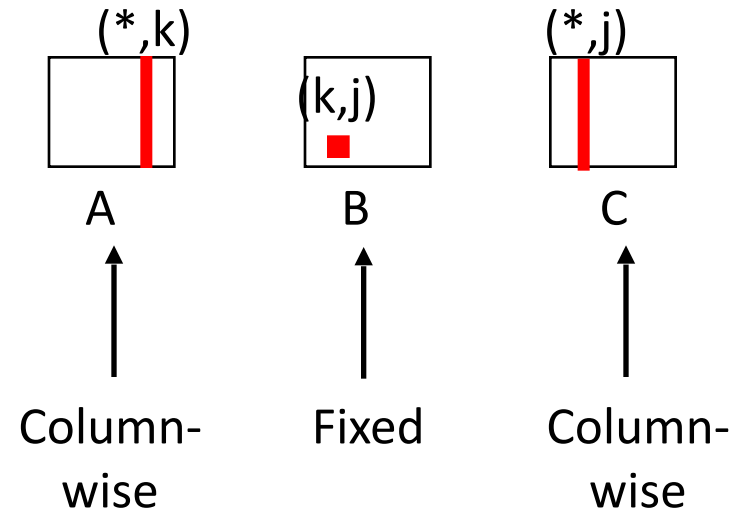 (*,k)
(*,j)
(k,j)
A
B
C
Column-
wise
Fixed
Column-
wise